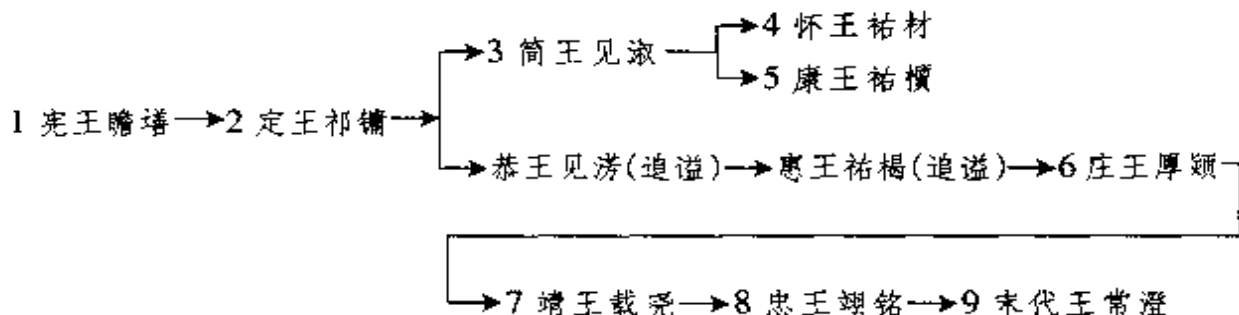 3 简王见淑 → 4 怀王祐材
→ 5 康王祐櫍
1 宪王瞻墡 → 2 定王祁镛 →
恭王见淓(追谥) → 惠王祐楬(追谥) → 6 庄王厚颎
7 靖王载尧 → 8 忠王翊铭 → 9 末代王常澄